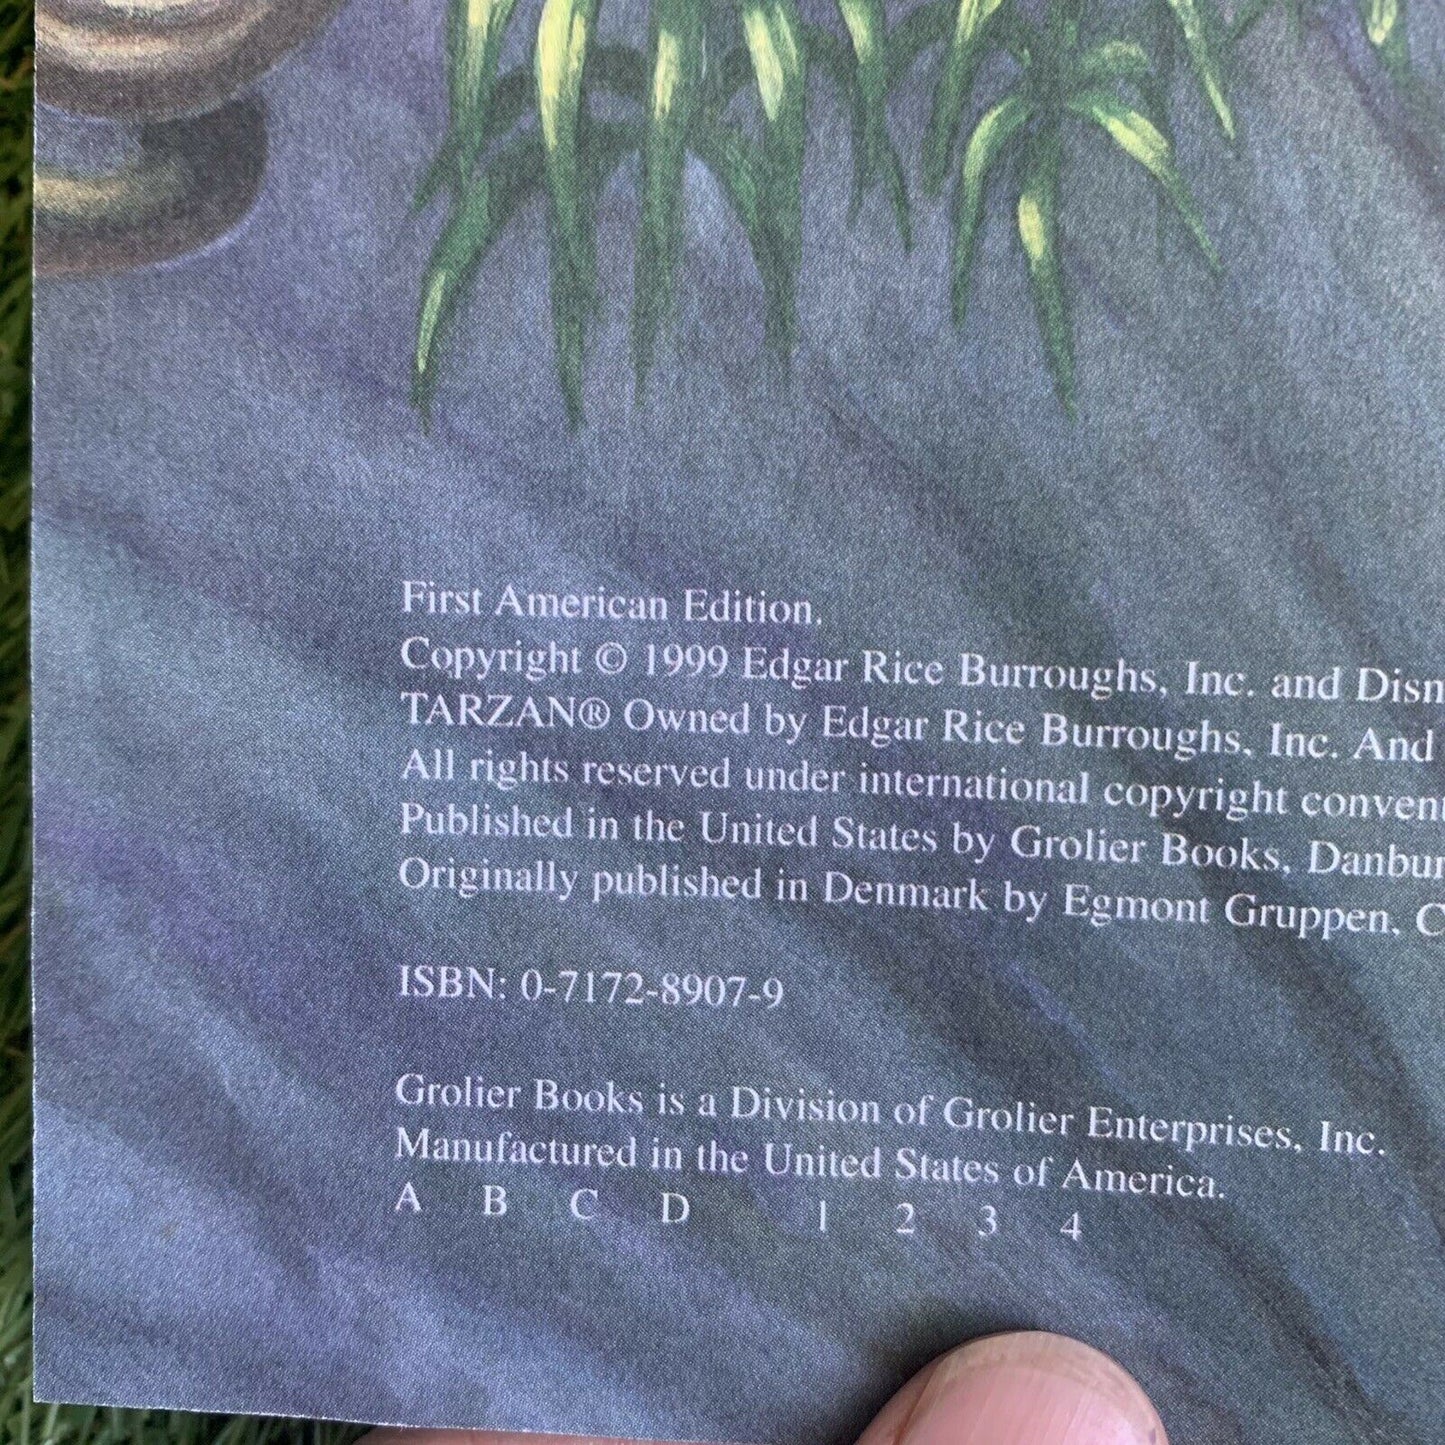 First American Edition.
Copyright © 1999 Edgar Rice Burroughs, Inc. and Disn
TARZAN® Owned by Edgar Rice Burroughs, Inc. And
All rights reserved under international copyright convent
Published in the United States by Grolier Books, Danbur
Originally published in Denmark by Egmont Gruppen, C
ISBN: 0-7172-8907-9
Grolier Books is a Division of Grolier Enterprises, Inc.
Manufactured in the United States of America.
A B C D 1 2 3 4